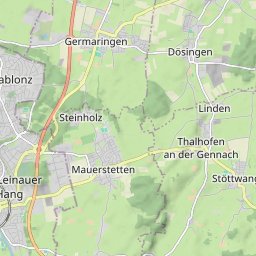 Germaringen
Dösingen
ablonz
Linden
Steinholz
Thalhofen
an der Gennach
Mauerstetten
Leinauer
Hang
Stöttwang